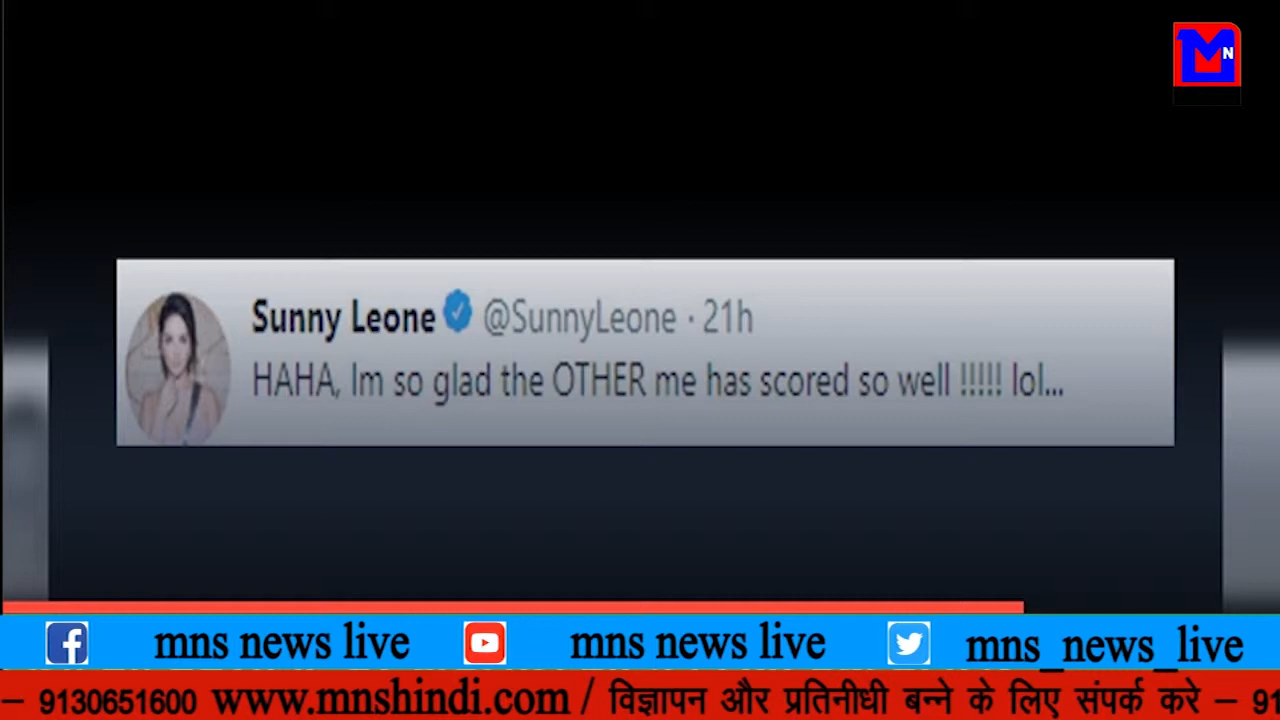 N
Sunny Leone @SunnyLeone · 21h
HAHA, Im so glad the OTHER me has scored so well !!!!! lol...
mns news live mns news live mns_news_live
– 9130651600 www.mnshindi.com / विज्ञापन और प्रतिनीधी बन्ने के लिए संपर्क करे – 91